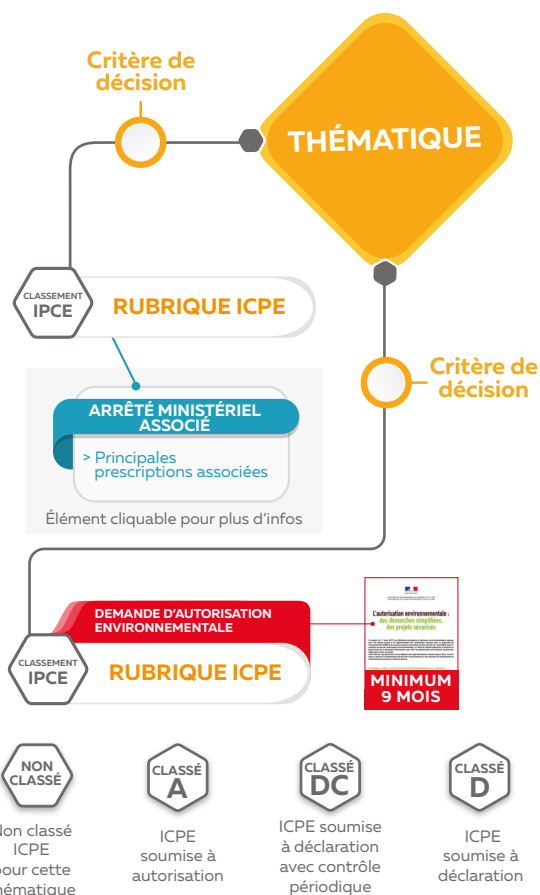 Critère de
décision
THÉMATIQUE
CLASSEMENT
IPCE
RUBRIQUE ICPE
Critère de
décision
ARRÊTÉ MINISTÉRIEL
ASSOCIÉ
> Principales
prescriptions associées
Élément cliquable pour plus d'infos
DEMANDE D'AUTORISATION
ENVIRONNEMENTALE
CLASSEMENT
IPCE
RUBRIQUE ICPE
L'autorisation environnementale :
des démarches simplifiées,
des projets sécurisés
MINIMUM
9 MOIS
NON
CLASSÉ
Non classé
ICPE
pour cette
thématique
CLASSÉ
A
ICPE
soumise à
autorisation
CLASSÉ
DC
ICPE soumise
à déclaration
avec contrôle
périodique
CLASSÉ
D
ICPE
soumise à
déclaration